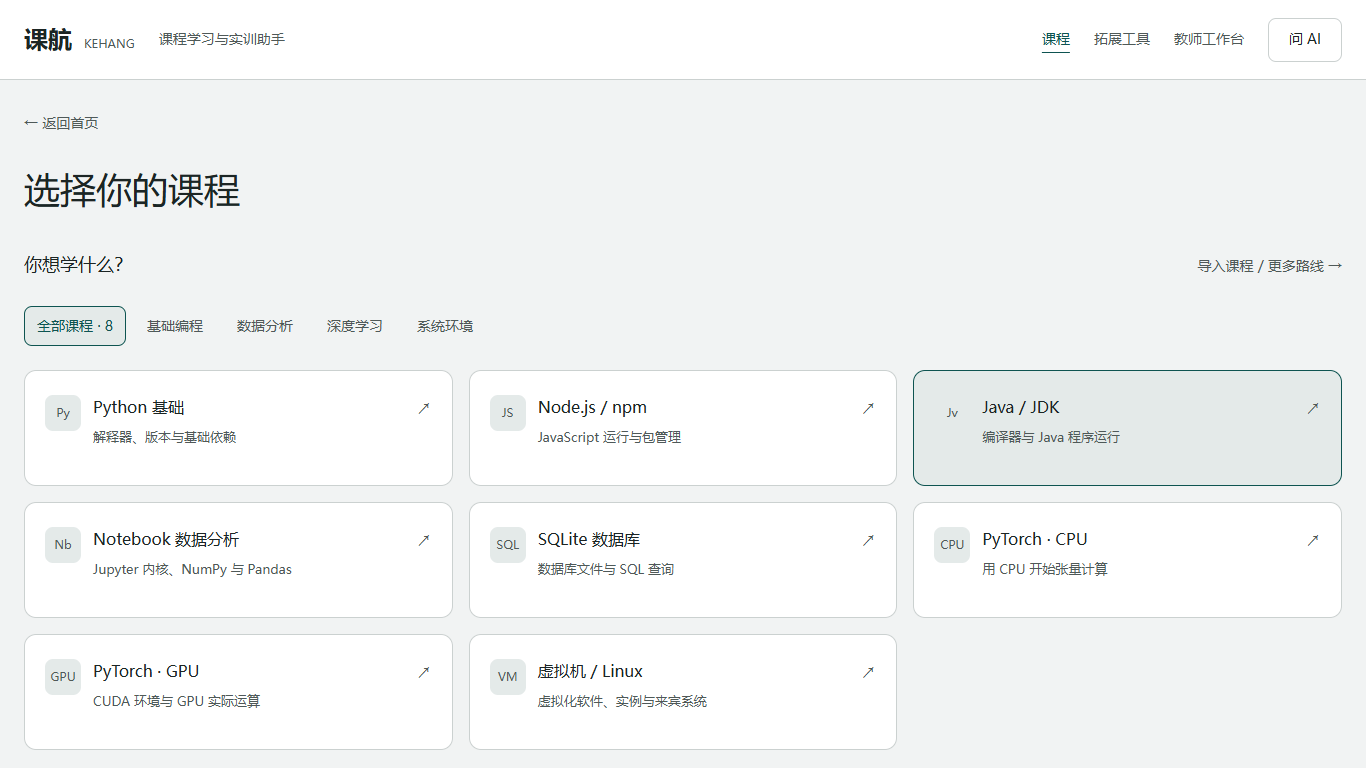 课航 KEHANG 课程学习与实训助手 课程 拓展工具 教师工作台 问 AI
← 返回首页
选择你的课程
你想学什么？ 导入课程 / 更多路线 →
全部课程 · 8 基础编程 数据分析 深度学习 系统环境
Py Python 基础 ↗
解释器、版本与基础依赖
JS Node.js / npm ↗
JavaScript 运行与包管理
Jv Java / JDK ↗
编译器与 Java 程序运行
Nb Notebook 数据分析 ↗
Jupyter 内核、NumPy 与 Pandas
SQL SQLite 数据库 ↗
数据库文件与 SQL 查询
CPU PyTorch · CPU ↗
用 CPU 开始张量计算
GPU PyTorch · GPU ↗
CUDA 环境与 GPU 实际运算
VM 虚拟机 / Linux ↗
虚拟化软件、实例与来宾系统